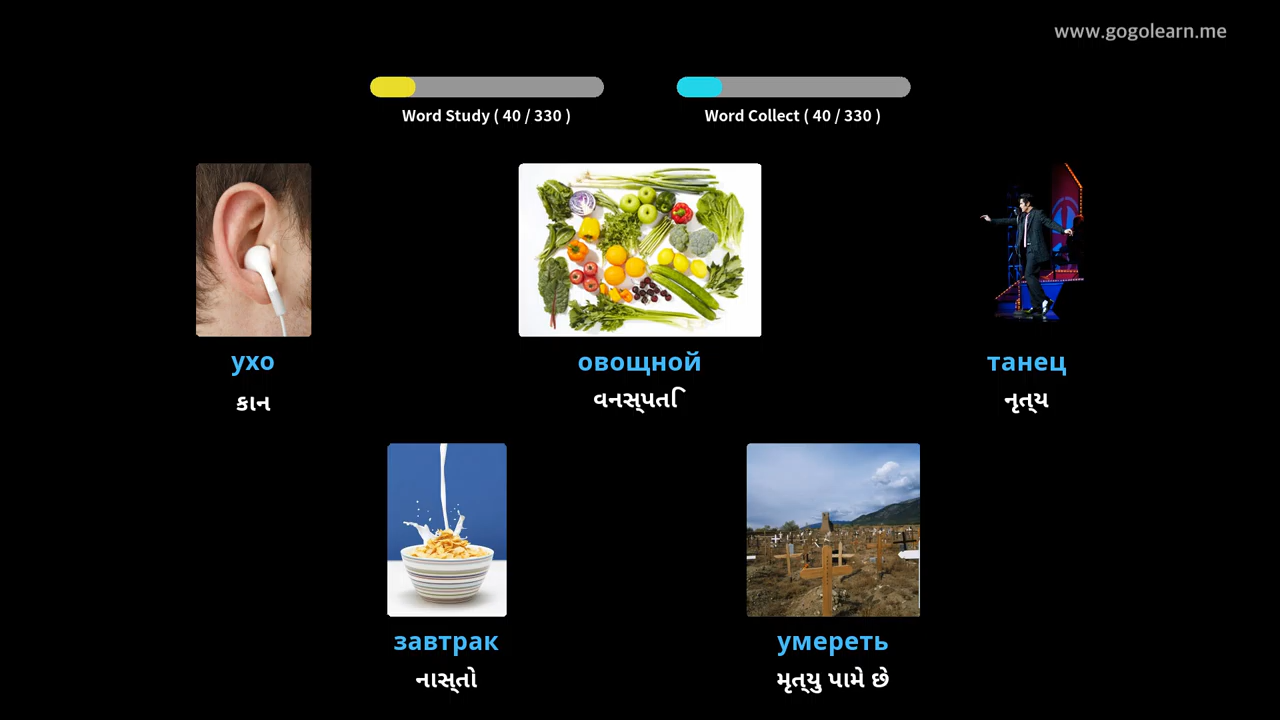 www.gogolearn.me
Word Study ( 40 / 330 )
Word Collect ( 40 / 330 )
ухо
કાન
овощной
વનસ્પતિ
танец
નૃત્ય
завтрак
નાસ્તો
умереть
મૃત્યુ પામે છે